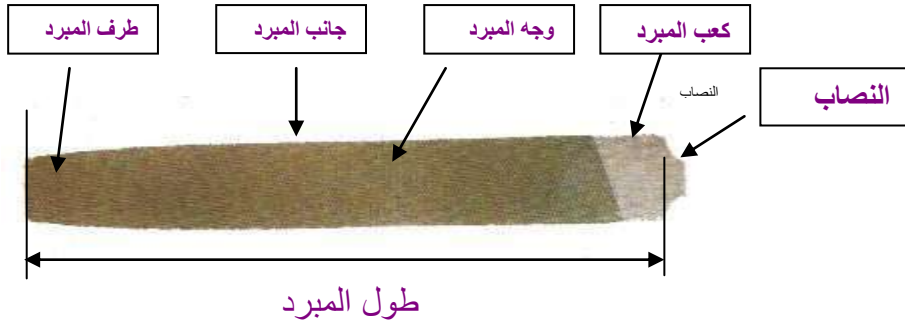 كعب المبرد
وجه المبرد
جانب المبرد
طرف المبرد
النصاب
النصاب
طول المبرد